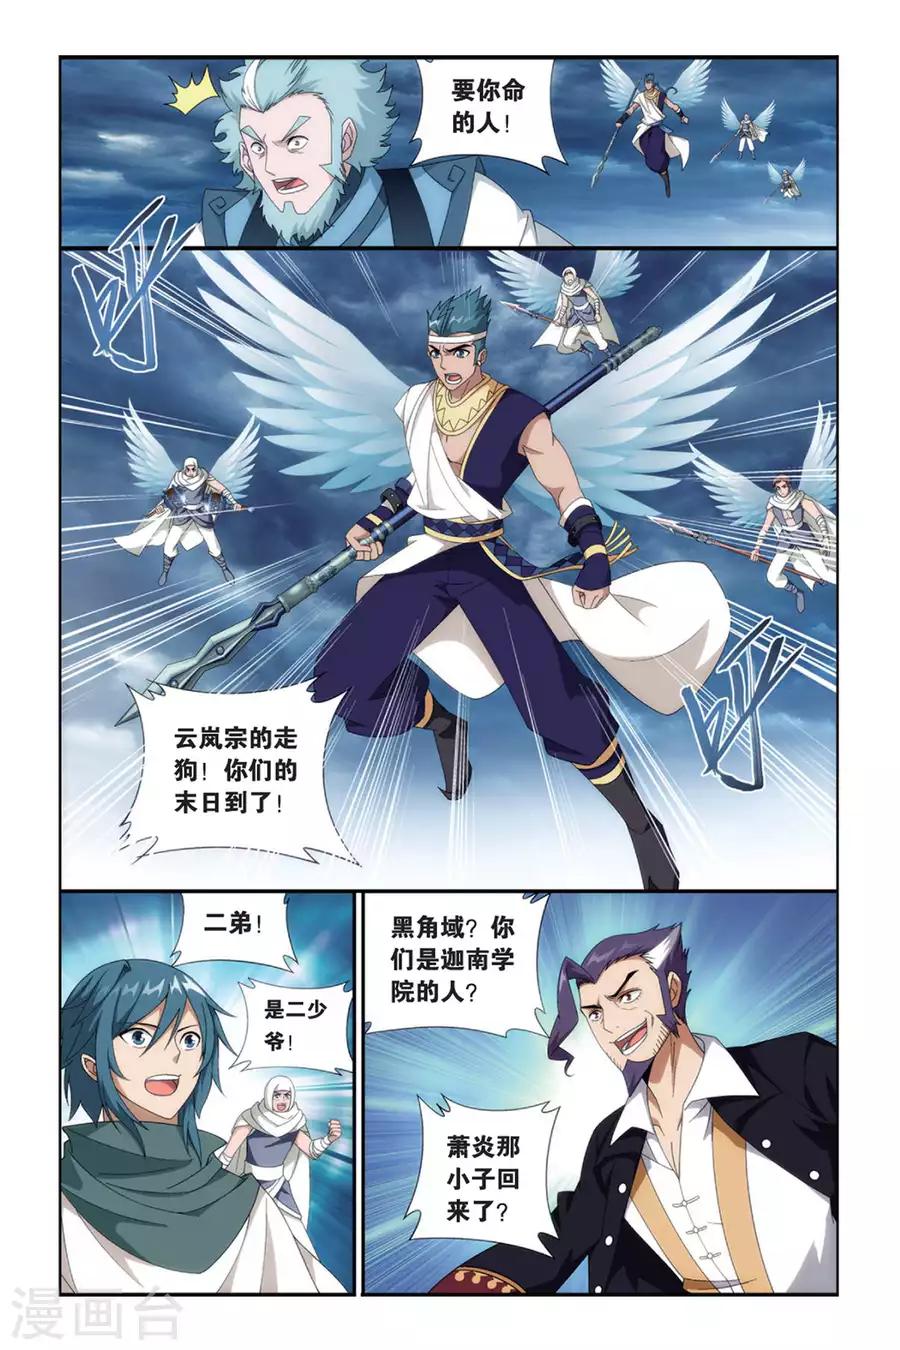 要你命
的人！
呼
云岚宗的走
狗！你们的
末日到了！
呼
二弟！
是二少
爷！
黑角域？你
们是迦南学
院的人？
萧炎那
小子回
来了？
漫画台